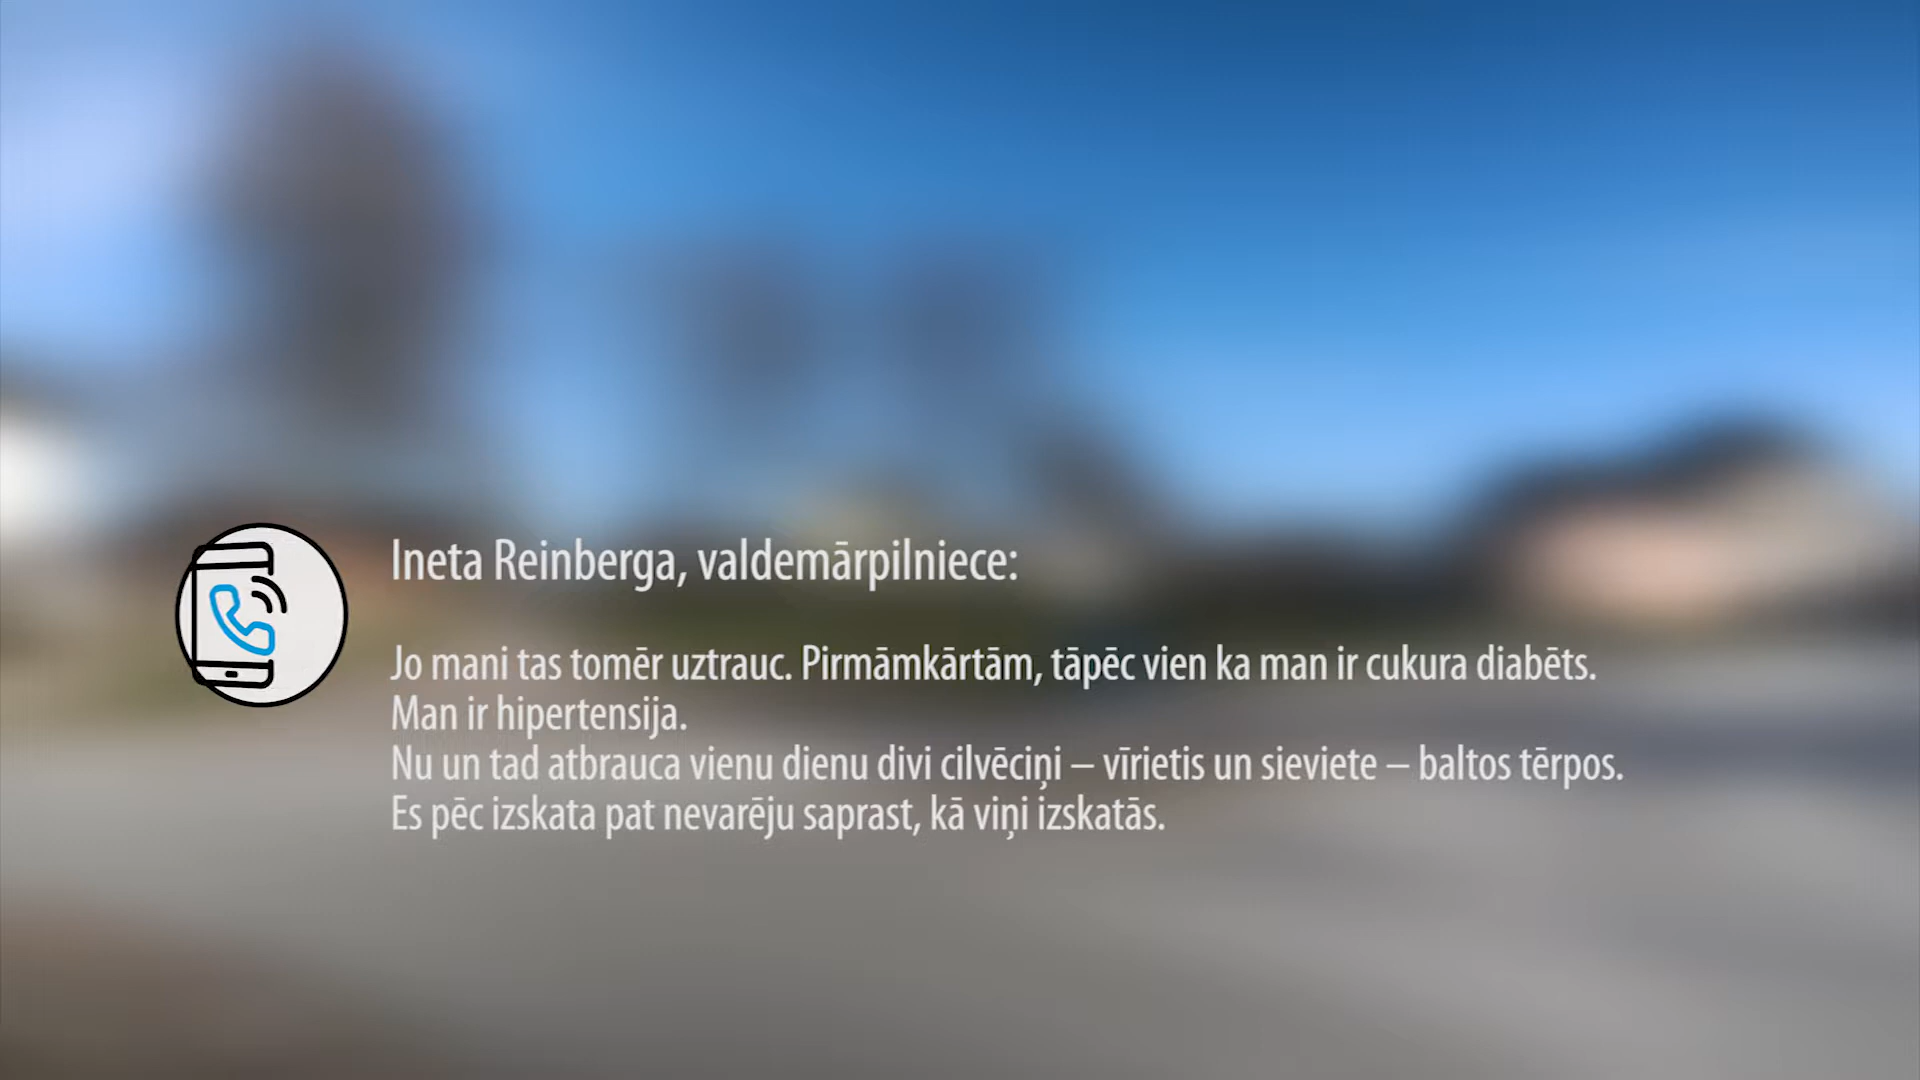 Ineta Reinberga, valdemārpilniece:
Jo mani tas tomēr uztrauc. Pirmāmkārtām, tāpēc vien ka man ir cukura diabēts.
Man ir hipertensija.
Nu un tad atbrauca vienu dienu divi cilvēciņi – vīrietis un sieviete – baltos tērpos.
Es pēc izskata pat nevarēju saprast, kā viņi izskatās.